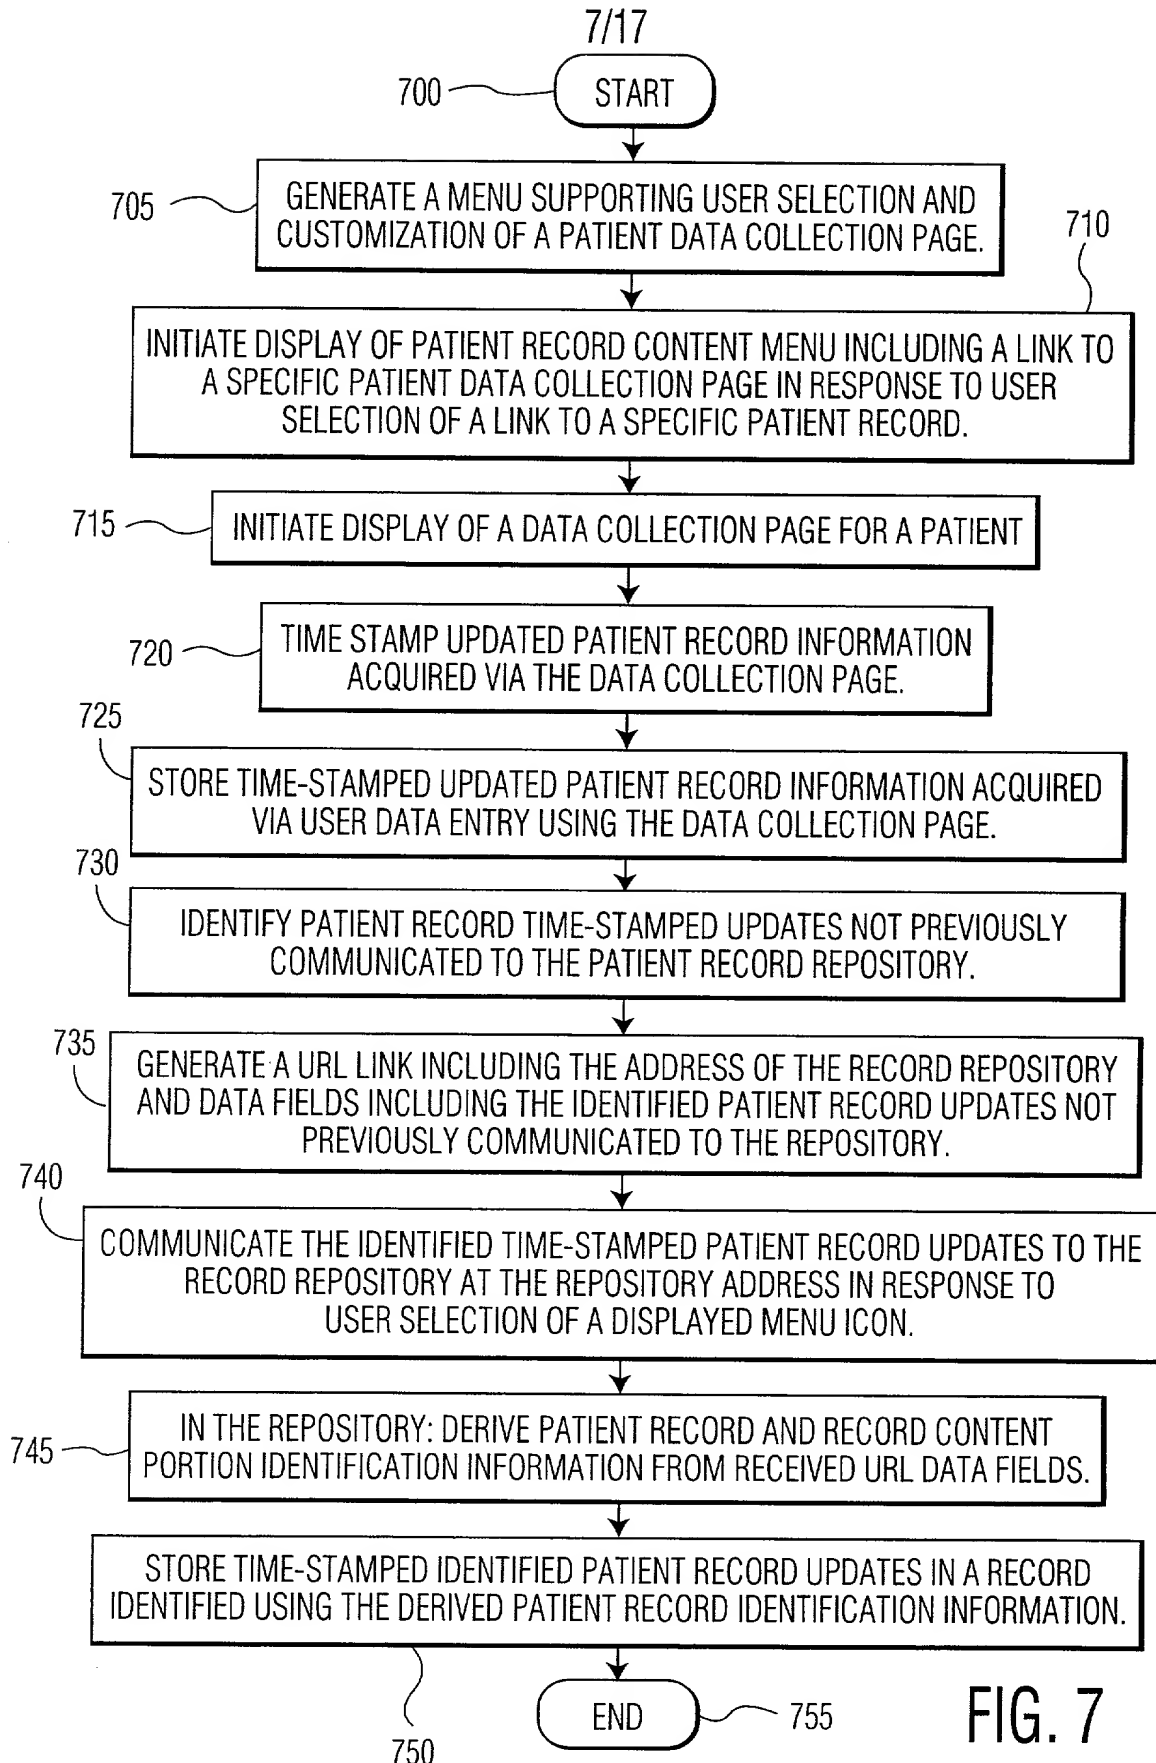 7/17
700
START
705
GENERATE A MENU SUPPORTING USER SELECTION AND
CUSTOMIZATION OF A PATIENT DATA COLLECTION PAGE.
710
INITIATE DISPLAY OF PATIENT RECORD CONTENT MENU INCLUDING A LINK TO
A SPECIFIC PATIENT DATA COLLECTION PAGE IN RESPONSE TO USER
SELECTION OF A LINK TO A SPECIFIC PATIENT RECORD.
715
INITIATE DISPLAY OF A DATA COLLECTION PAGE FOR A PATIENT
720
TIME STAMP UPDATED PATIENT RECORD INFORMATION
ACQUIRED VIA THE DATA COLLECTION PAGE.
725
STORE TIME-STAMPED UPDATED PATIENT RECORD INFORMATION ACQUIRED
VIA USER DATA ENTRY USING THE DATA COLLECTION PAGE.
730
IDENTIFY PATIENT RECORD TIME-STAMPED UPDATES NOT PREVIOUSLY
COMMUNICATED TO THE PATIENT RECORD REPOSITORY.
735
GENERATE A URL LINK INCLUDING THE ADDRESS OF THE RECORD REPOSITORY
AND DATA FIELDS INCLUDING THE IDENTIFIED PATIENT RECORD UPDATES NOT
PREVIOUSLY COMMUNICATED TO THE REPOSITORY.
740
COMMUNICATE THE IDENTIFIED TIME-STAMPED PATIENT RECORD UPDATES TO THE
RECORD REPOSITORY AT THE REPOSITORY ADDRESS IN RESPONSE TO
USER SELECTION OF A DISPLAYED MENU ICON.
745
IN THE REPOSITORY: DERIVE PATIENT RECORD AND RECORD CONTENT
PORTION IDENTIFICATION INFORMATION FROM RECEIVED URL DATA FIELDS.
STORE TIME-STAMPED IDENTIFIED PATIENT RECORD UPDATES IN A RECORD
IDENTIFIED USING THE DERIVED PATIENT RECORD IDENTIFICATION INFORMATION.
750
END
755
FIG. 7